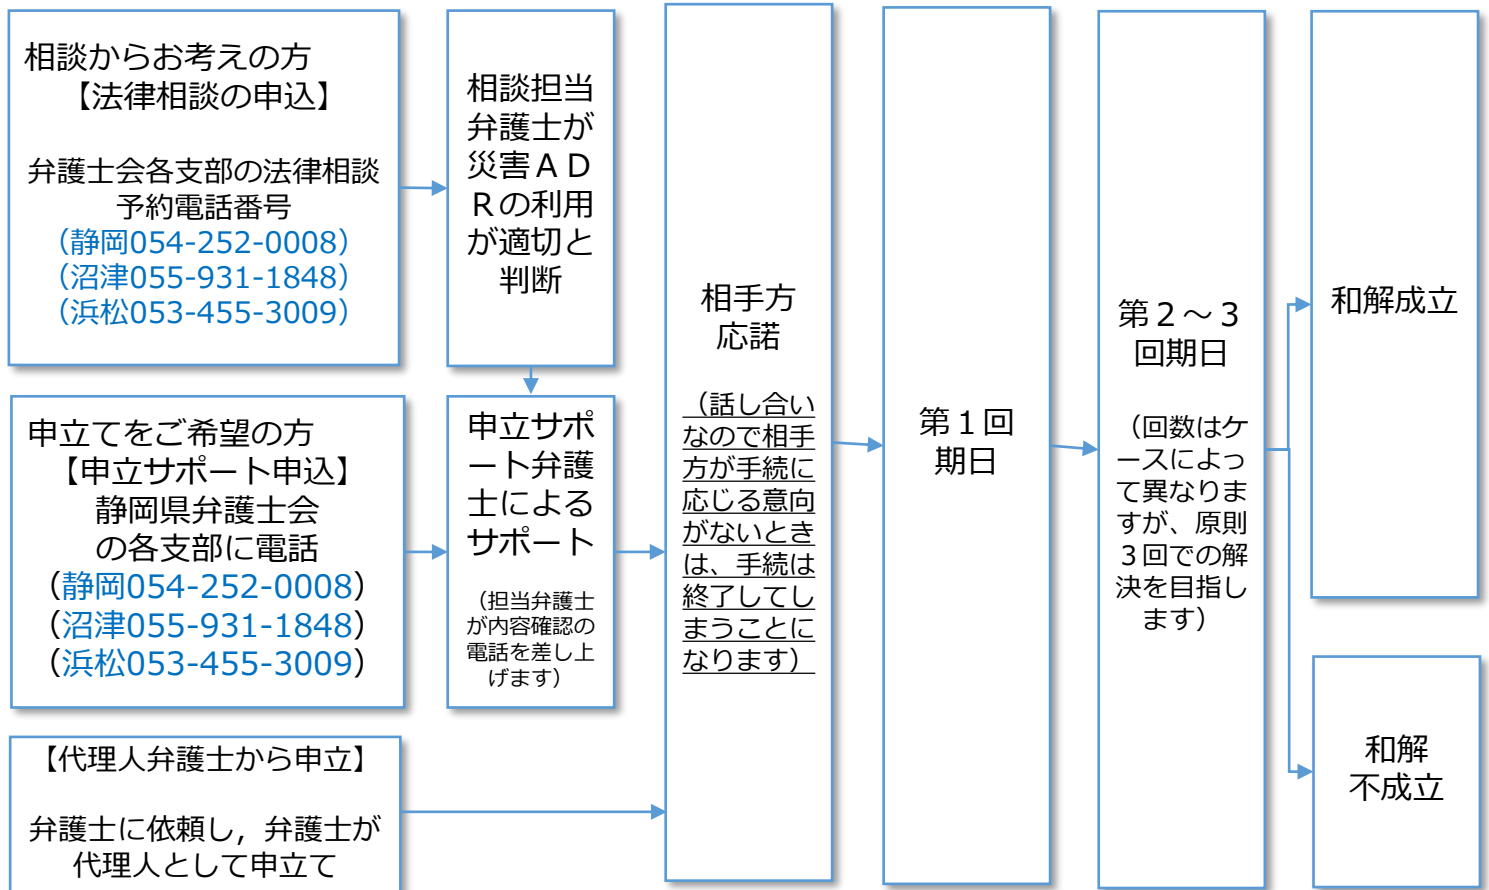 相談からお考えの方
【法律相談の申込】
弁護士会各支部の法律相談
予約電話番号
（静岡054-252-0008）
（沼津055-931-1848）
（浜松053-455-3009）
相談担当
弁護士が
災害ＡＤ
Ｒの利用
が適切と
判断
申立てをご希望の方
【申立サポート申込】
静岡県弁護士会
の各支部に電話
（静岡054-252-0008）
（沼津055-931-1848）
（浜松053-455-3009）
申立サポ
ート弁護
士による
サポート
（担当弁護士
が内容確認の
電話を差し上
げます）
【代理人弁護士から申立】
弁護士に依頼し，弁護士が
代理人として申立て
相手方
応諾
（話し合い
なので相手
方が手続に
応じる意向
がないとき
は、手続は
終了してし
まうことに
なります）
第１回
期日
第２～３
回期日
（回数はケ
ースによっ
て異なりま
すが、原則
３回での解
決を目指し
ます）
和解成立
和解
不成立